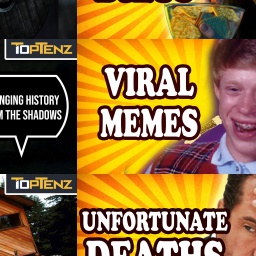 TOPTENZ
NGING HISTORY
M THE SHADOWS
VIRAL
MEMES
TOPTENZ
UNFORTUNATE
DEATHS